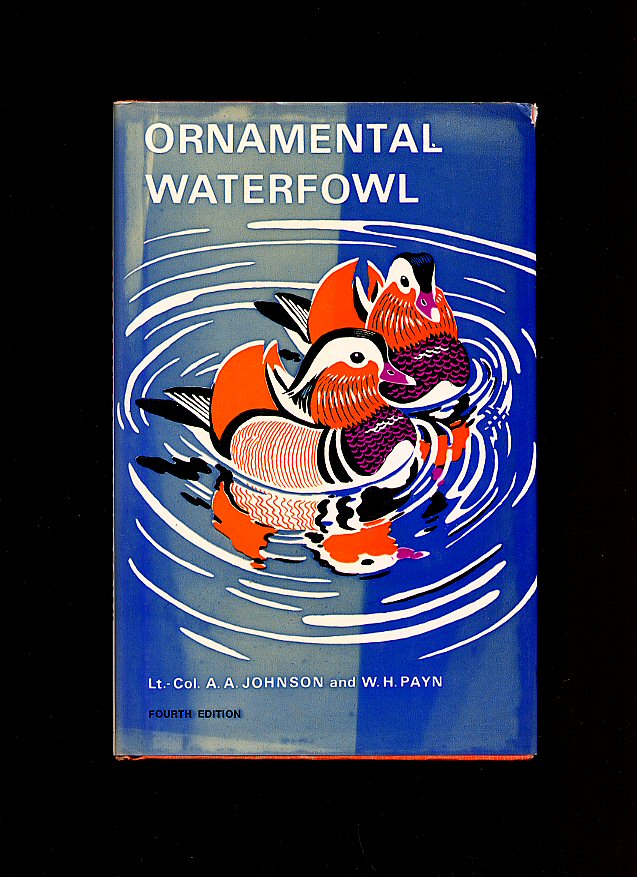 ORNAMENTAL
WATERFOWL
Lt.-Col. A. A. JOHNSON and W. H. PAYN
FOURTH EDITION